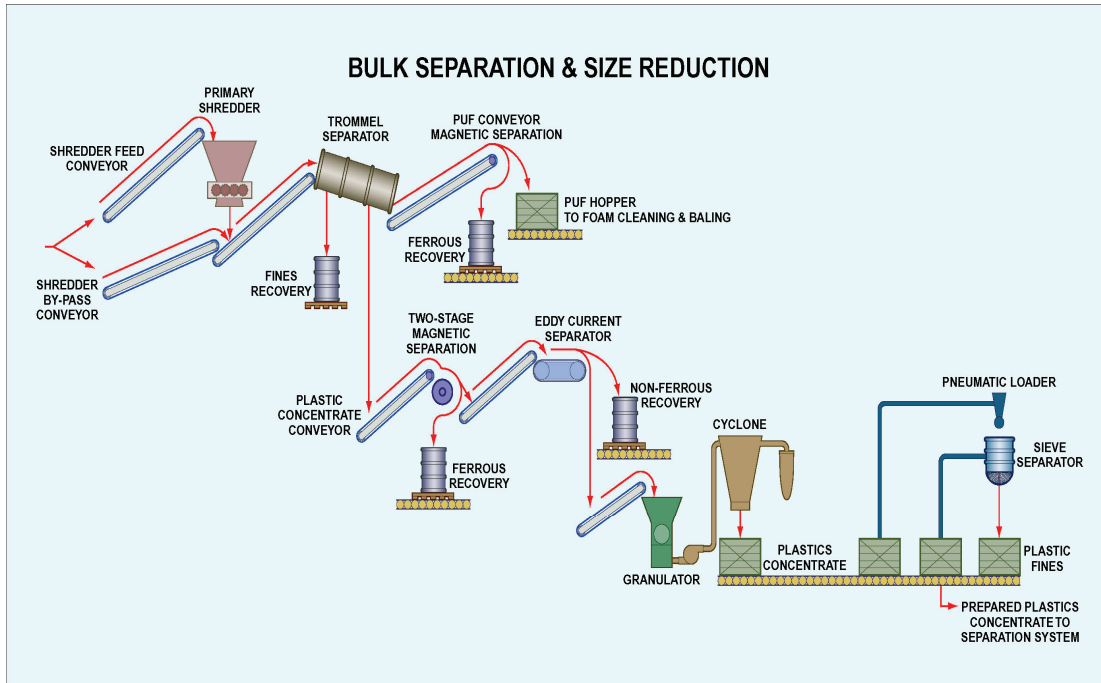 BULK SEPARATION & SIZE REDUCTION
PRIMARY
SHREDDER
SHREDDER FEED
CONVEYOR
TROMMEL
SEPARATOR
PUF CONVEYOR
MAGNETIC SEPARATION
PUF HOPPER
TO FOAM CLEANING & BALING
FERROUS
RECOVERY
FINES
RECOVERY
SHREDDER
BY-PASS
CONVEYOR
TWO-STAGE
MAGNETIC
SEPARATION
EDDY CURRENT
SEPARATOR
PLASTIC
CONCENTRATE
CONVEYOR
NON-FERROUS
RECOVERY
FERROUS
RECOVERY
CYCLONE
PNEUMATIC LOADER
SIEVE
SEPARATOR
GRANULATOR
PLASTICS
CONCENTRATE
PLASTIC
FINES
PREPARED PLASTICS
CONCENTRATE TO
SEPARATION SYSTEM